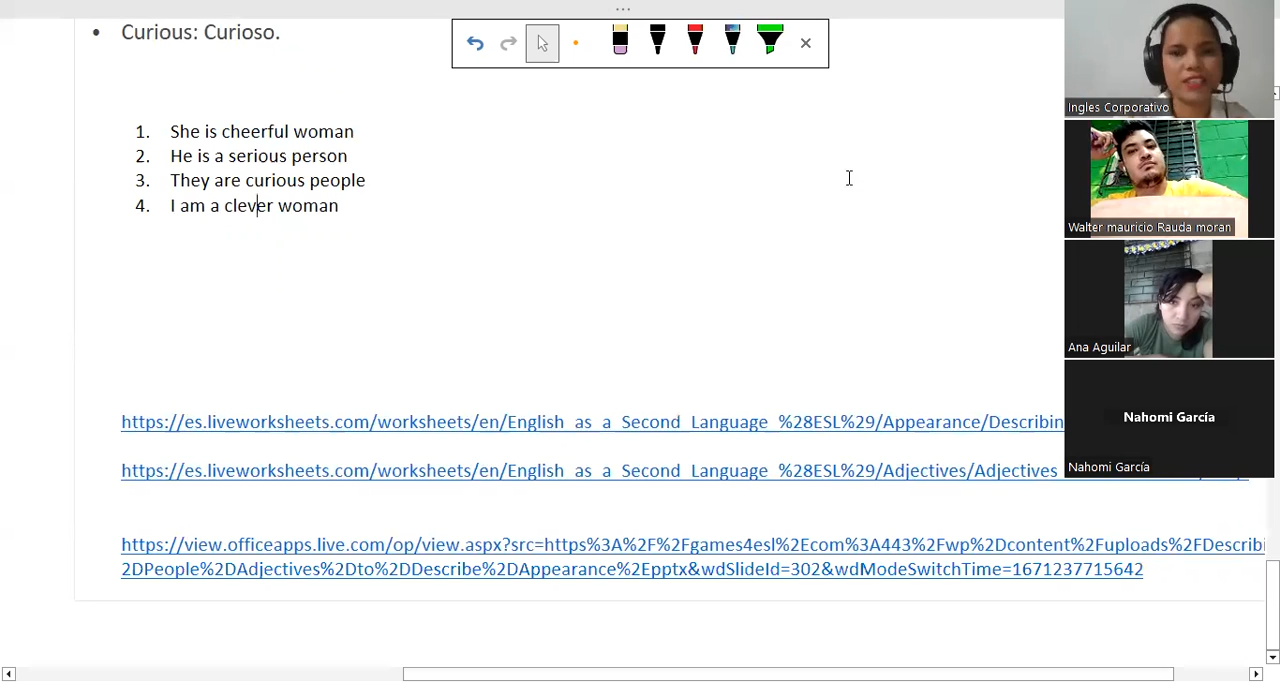 • Curious: Curioso.
1. She is cheerful woman
2. He is a serious person
3. They are curious people
4. I am a clever woman
https://es.liveworksheets.com/worksheets/en/English_as_a_Second_Language_%28ESL%29/Appearance/Describin
https://es.liveworksheets.com/worksheets/en/English_as_a_Second_Language_%28ESL%29/Adjectives/Adjectives
https://view.officeapps.live.com/op/view.aspx?src=https%3A%2F%2Fgames4esl%2Ecom%3A443%2Fwp%2Dcontent%2Fuploads%2FDescribi
2DPeople%2DAdjectives%2Dto%2DDescribe%2DAppearance%2Epptx&wdSlideId=302&wdModeSwitchTime=1671237715642
Ingles Corporativo
Walter mauricio Rauda moran
Ana Aguilar
Nahomi García
Nahomi García